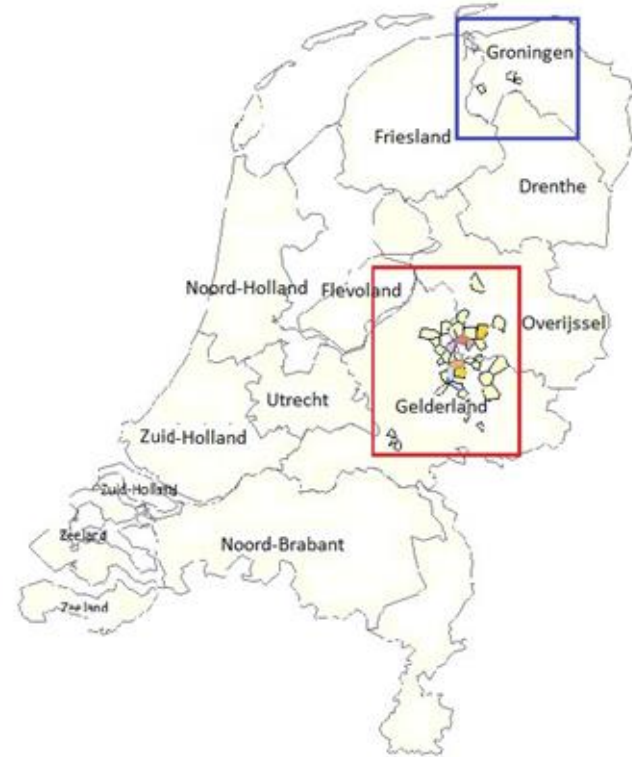 Groningen
Friesland
Drenthe
Noord-Holland
Flevoland
Overijssel
Utrecht
Gelderland
Zuid-Holland
Zuid-Holland
Zeeland
Noord-Brabant
Zeeland